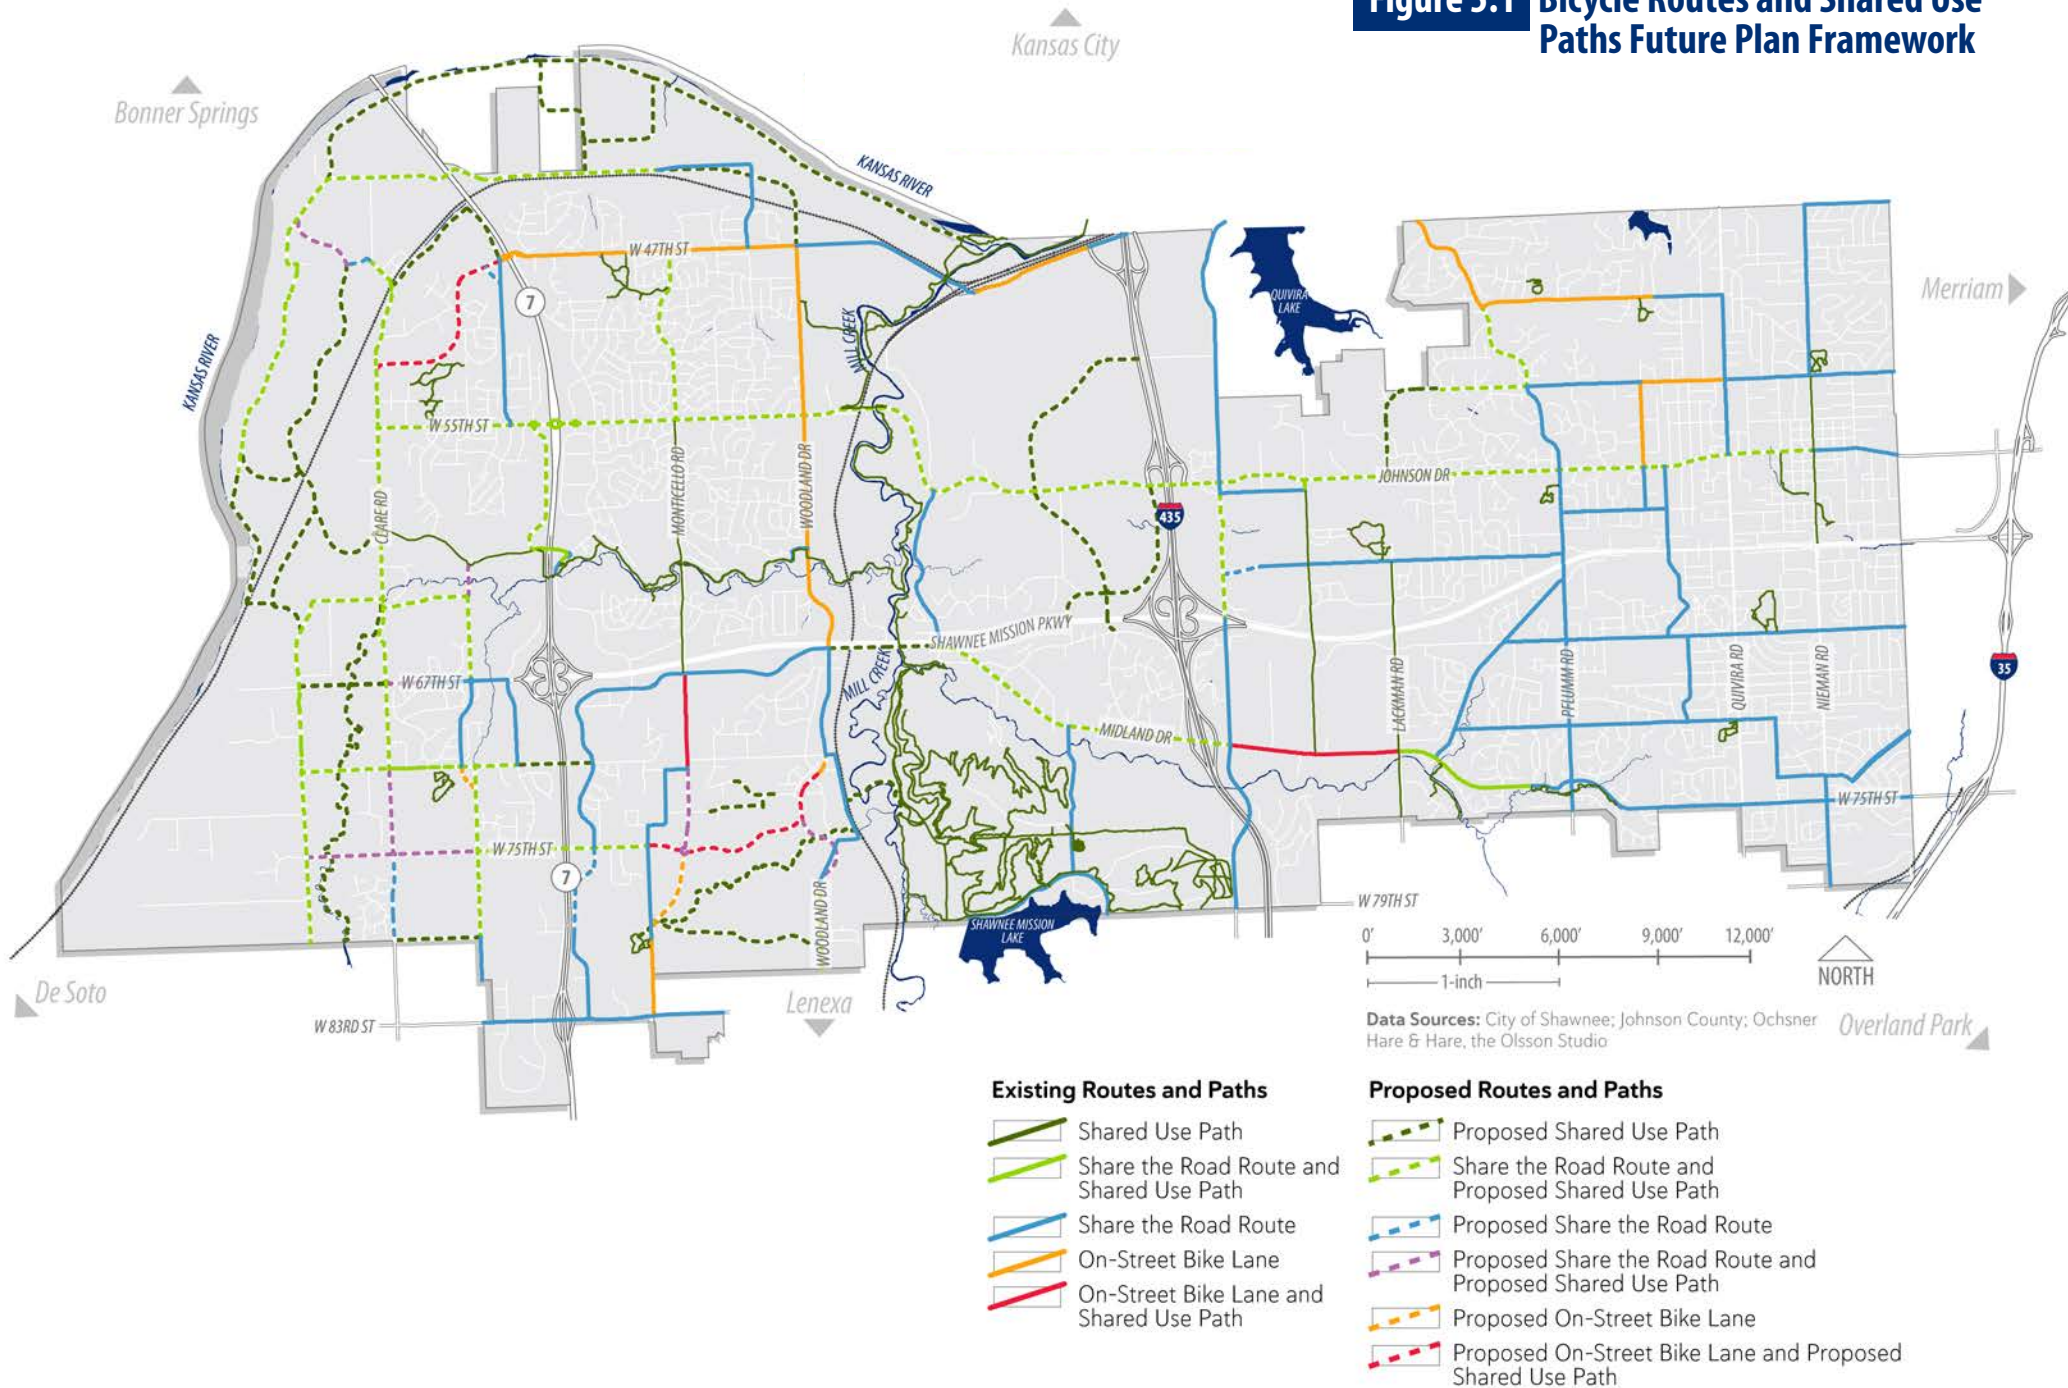 Figure 5.1 Bicycle Routes and Shared Use
Paths Future Plan Framework
Kansas City
Bonner Springs
KANSAS RIVER
W 47TH ST
Merriam
QUIVIRA
LAKE
7
MILL CREEK
KANSAS RIVER
W 55TH ST
CLARE RD
MONTICELLO RD
WOODLAND DR
JOHNSON DR
435
SHAWNEE MISSION PKWY
W 67TH ST
MILL CREEK
LACKMAN RD
PFLUMM RD
QUIVIRA RD
NIEMAN RD
35
MIDLAND DR
W 75TH ST
W 75TH ST
7
WOODLAND DR
SHAWNEE MISSION
LAKE
W 79TH ST
0' 3,000' 6,000' 9,000' 12,000'
1-inch
NORTH
De Soto
Lenexa
W 83RD ST
Data Sources: City of Shawnee; Johnson County; Ochsner
Hare & Hare, the Olsson Studio
Overland Park
Existing Routes and Paths
Shared Use Path
Share the Road Route and
Shared Use Path
Share the Road Route
On-Street Bike Lane
On-Street Bike Lane and
Shared Use Path
Proposed Routes and Paths
Proposed Shared Use Path
Share the Road Route and
Proposed Shared Use Path
Proposed Share the Road Route
Proposed Share the Road Route and
Proposed Shared Use Path
Proposed On-Street Bike Lane
Proposed On-Street Bike Lane and Proposed
Shared Use Path